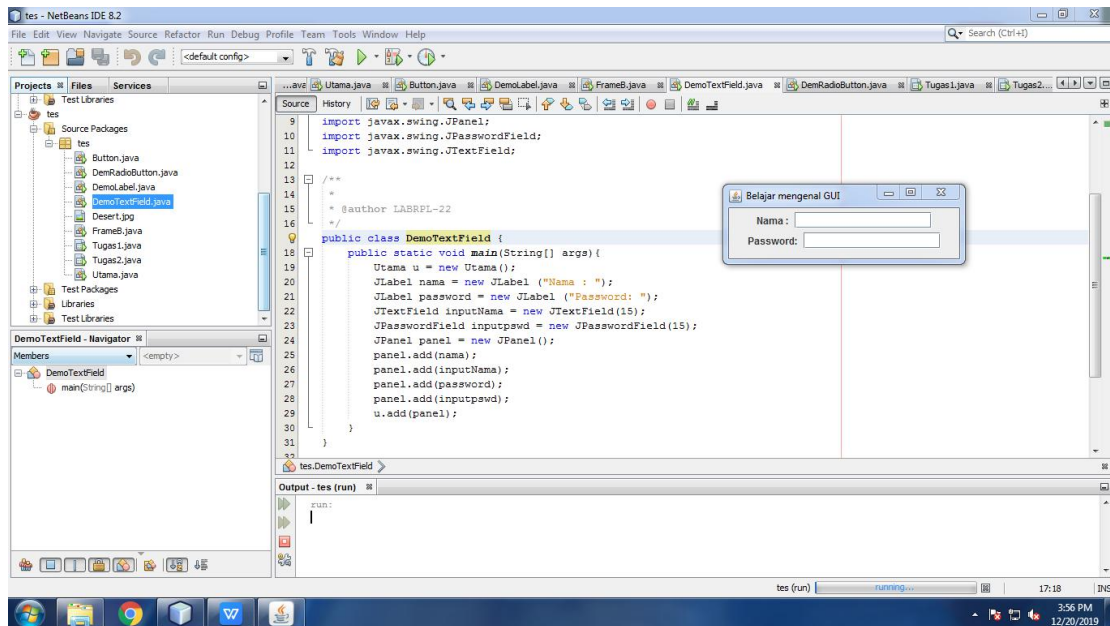 tes - NetBeans IDE 8.2
File Edit View Navigate Source Refactor Run Debug Profile Team Tools Window Help
Search (Ctrl+I)
<default config>
Projects Files Services
Test Libraries
tes
Source Packages
tes
Button.java
DemRadioButton.java
DemoLabel.java
DemoTextField.java
Desert.jpg
FrameB.java
Tugas1.java
Tugas2.java
Utama.java
Test Packages
Libraries
Test Libraries
DemoTextField - Navigator
Members <empty>
DemoTextField
main(String[] args)
...ava Utama.java Button.java DemoLabel.java FrameB.java DemoTextField.java DemRadioButton.java Tugas1.java Tugas2....
Source History
9 import javax.swing.JPanel;
10 import javax.swing.JPasswordField;
11 import javax.swing.JTextField;
12
13 /**
14 *
15 * @author LABRPL-22
16 */
public class DemoTextField {
18 public static void main(String[] args){
19 Utama u = new Utama();
20 JLabel nama = new JLabel ("Nama : ");
21 JLabel password = new JLabel ("Password: ");
22 JTextField inputNama = new JTextField(15);
23 JPasswordField inputpswd = new JPasswordField(15);
24 JPanel panel = new JPanel();
25 panel.add(nama);
26 panel.add(inputNama);
27 panel.add(password);
28 panel.add(inputpswd);
29 u.add(panel);
30 }
31 }
32
Belajar mengenal GUI
Nama :
Password:
tes.DemoTextField
Output - tes (run)
run:
tes (run) running... 17:18 INS
3:56 PM
12/20/2019